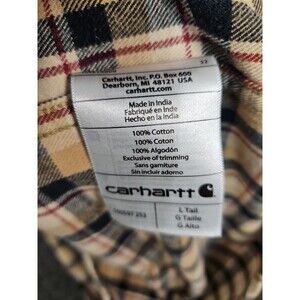 Carhartt, Inc. P.O. Box 600
Dearborn, MI 48121 USA
carhartt.com
Made in India
Fabriqué en Inde
Hecho en la India
100% Cotton
100% Coton
100% Algodón
Exclusive of trimming
Sans garniture
Sin incluir adorno
carhartt
L Tall
G Taille
G Alto